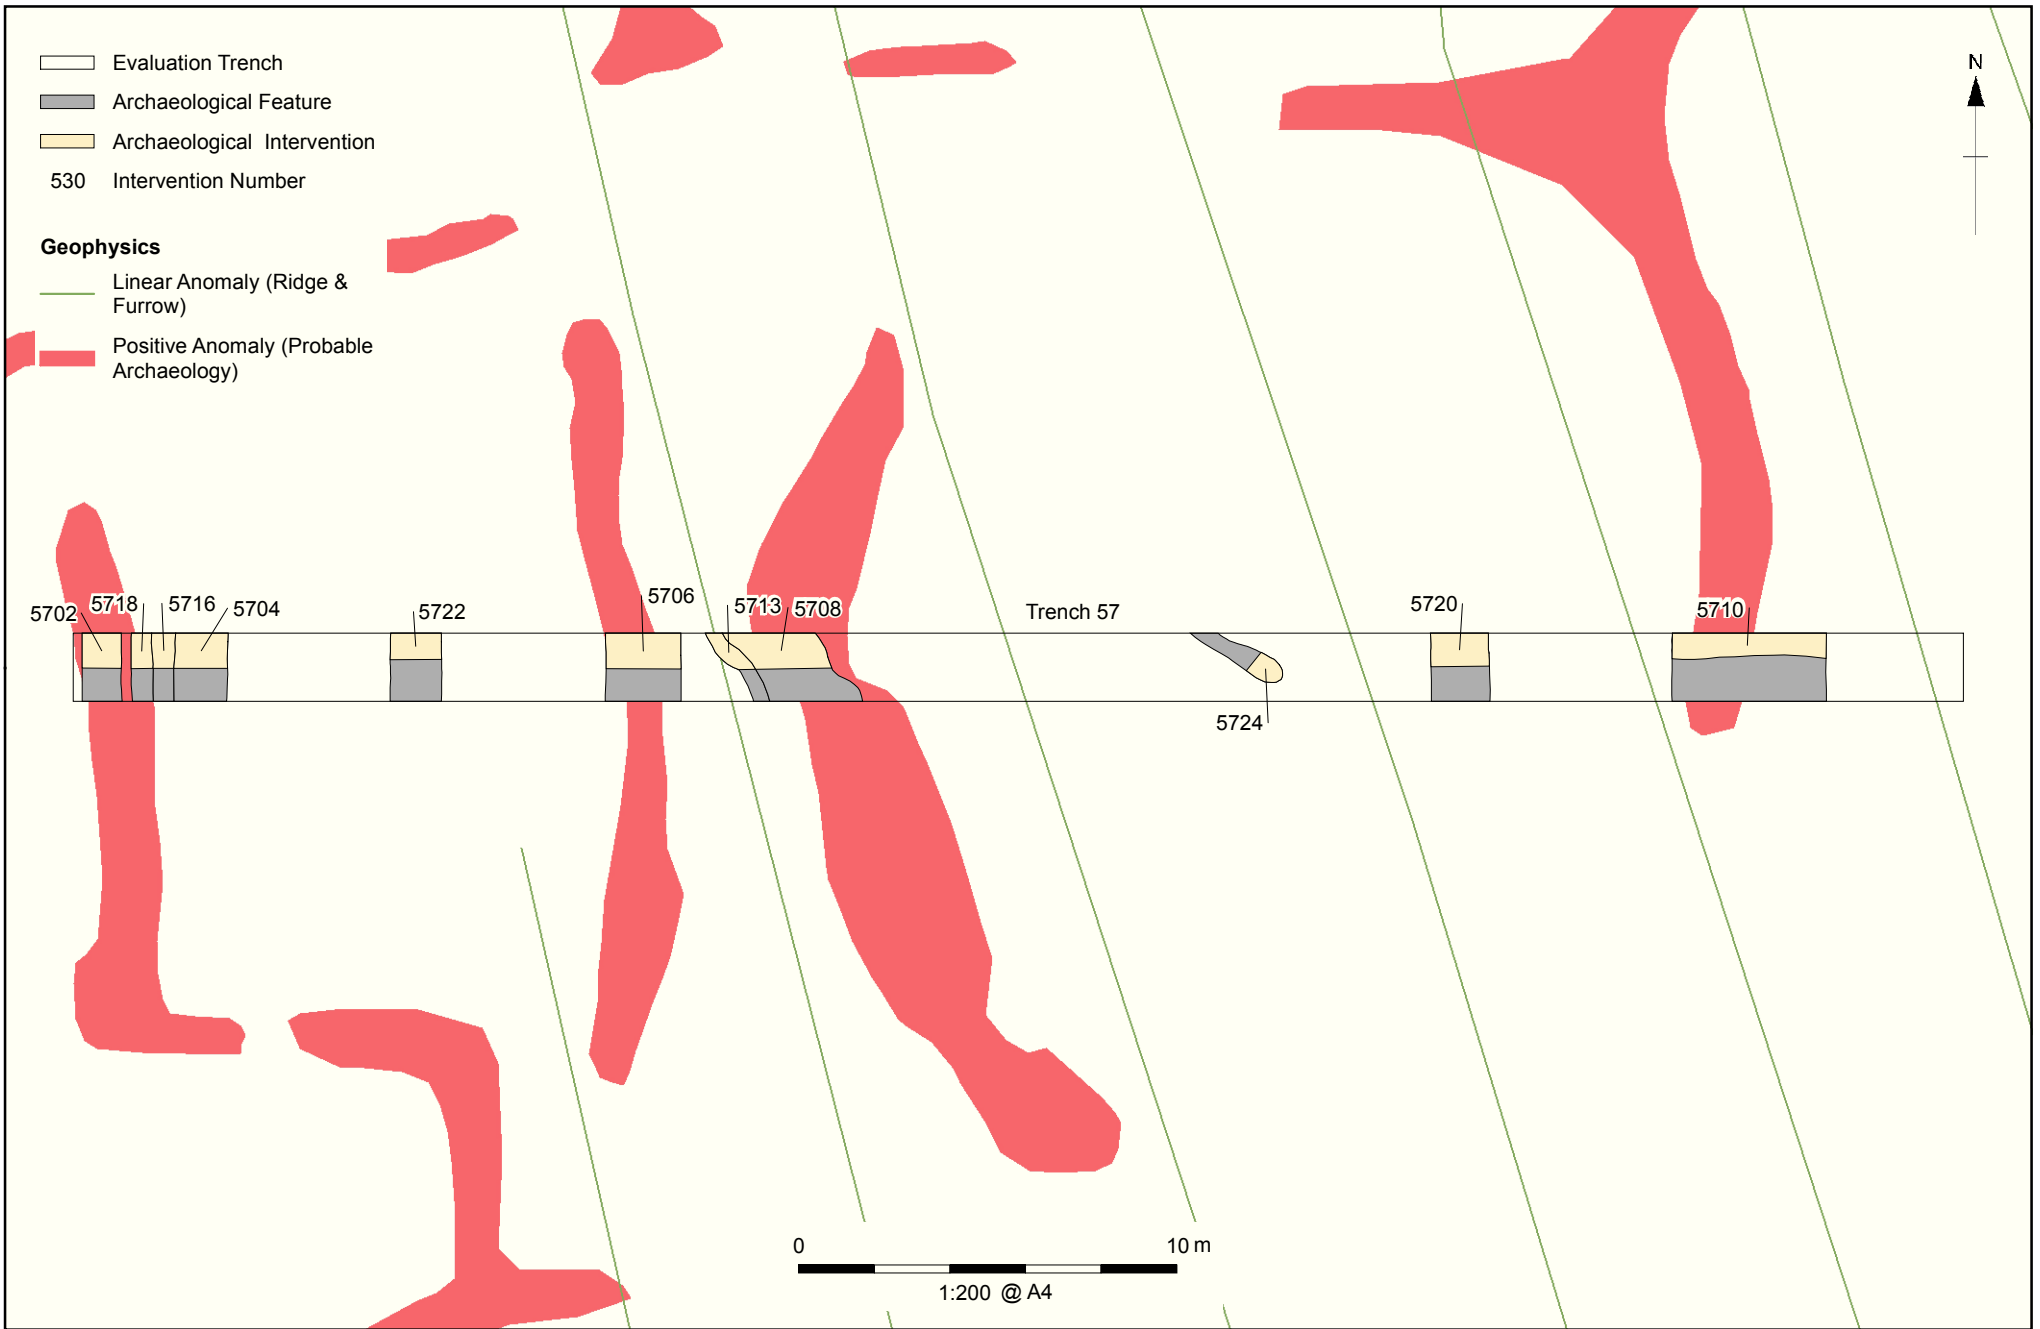 Evaluation Trench
Archaeological Feature
Archaeological Intervention
530 Intervention Number
Geophysics
Linear Anomaly (Ridge &
Furrow)
Positive Anomaly (Probable
Archaeology)
N
5702
5718
5716
5704
5722
5706
5713
5708
Trench 57
5724
5720
5710
0 10 m
1:200 @ A4